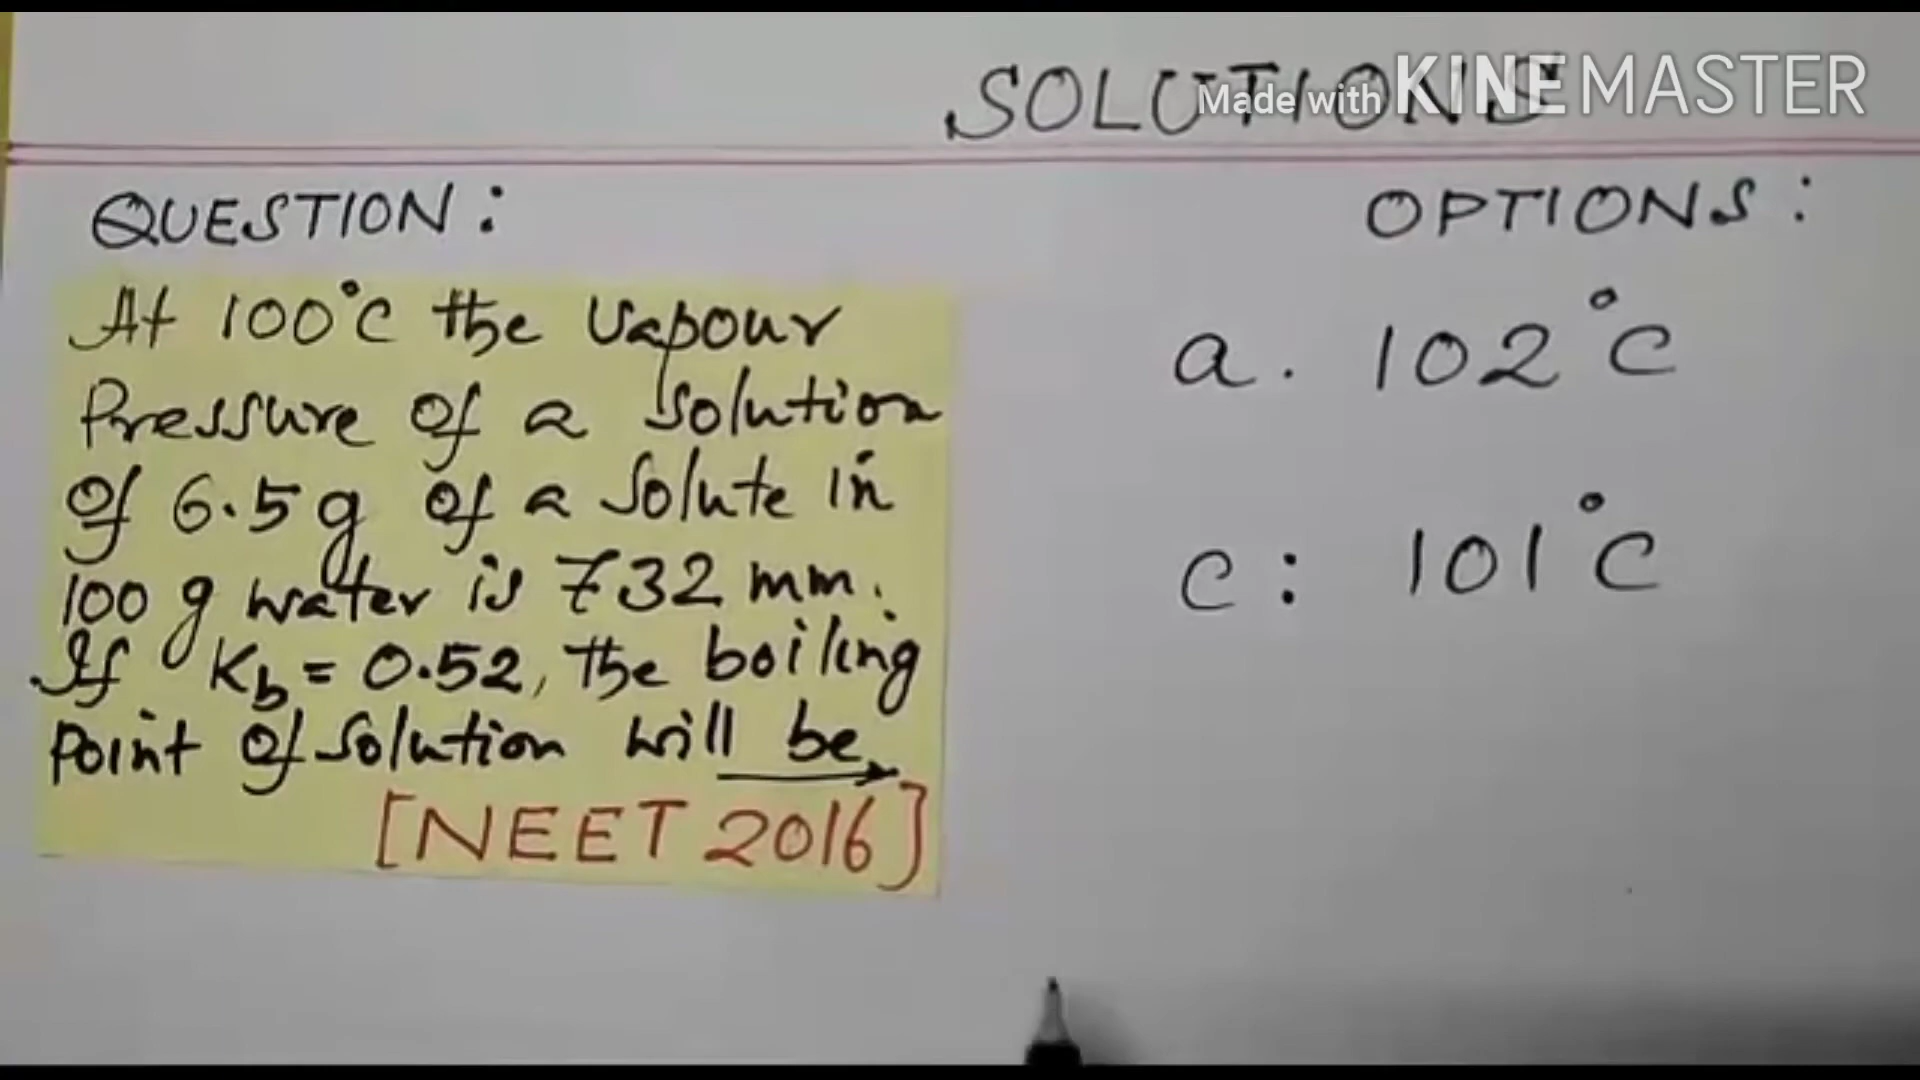 SOLUTIONS
Made with KINEMASTER
QUESTION:
At 100°C the Vapour
Pressure of a solution
of 6.5g of a solute in
100 g water is 732 mm.
If Kb = 0.52, the boiling
Point of solution will be
[NEET 2016]
OPTIONS:
a. 102°C
c: 101°C